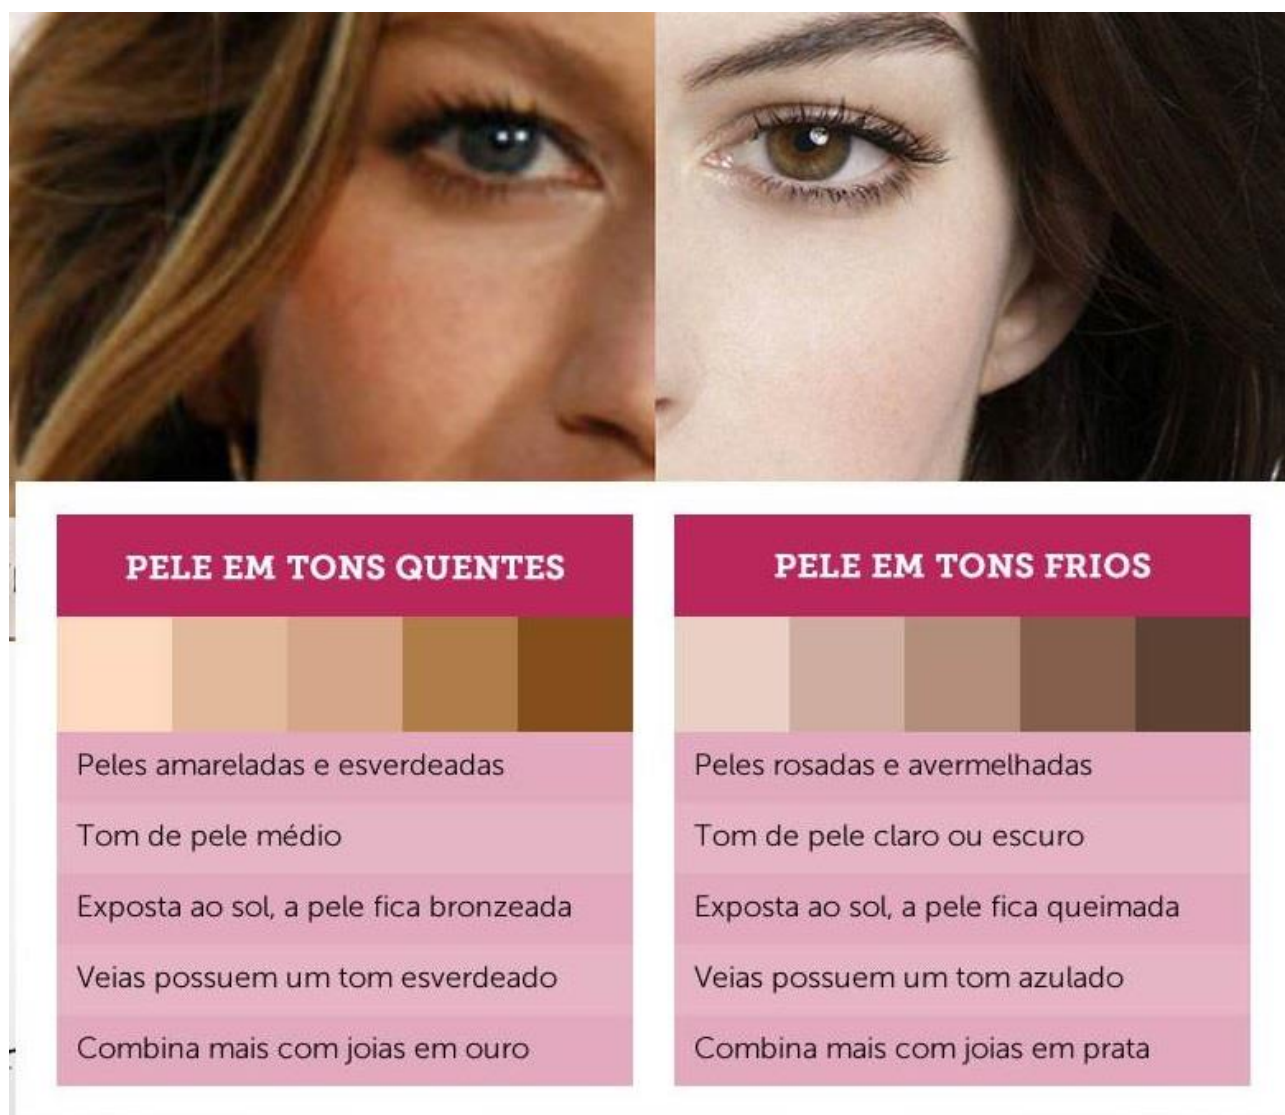 PELE EM TONS QUENTES
Peles amareladas e esverdeadas
Tom de pele médio
Exposta ao sol, a pele fica bronzeada
Veias possuem um tom esverdeado
Combina mais com joias em ouro
PELE EM TONS FRIOS
Peles rosadas e avermelhadas
Tom de pele claro ou escuro
Exposta ao sol, a pele fica queimada
Veias possuem um tom azulado
Combina mais com joias em prata